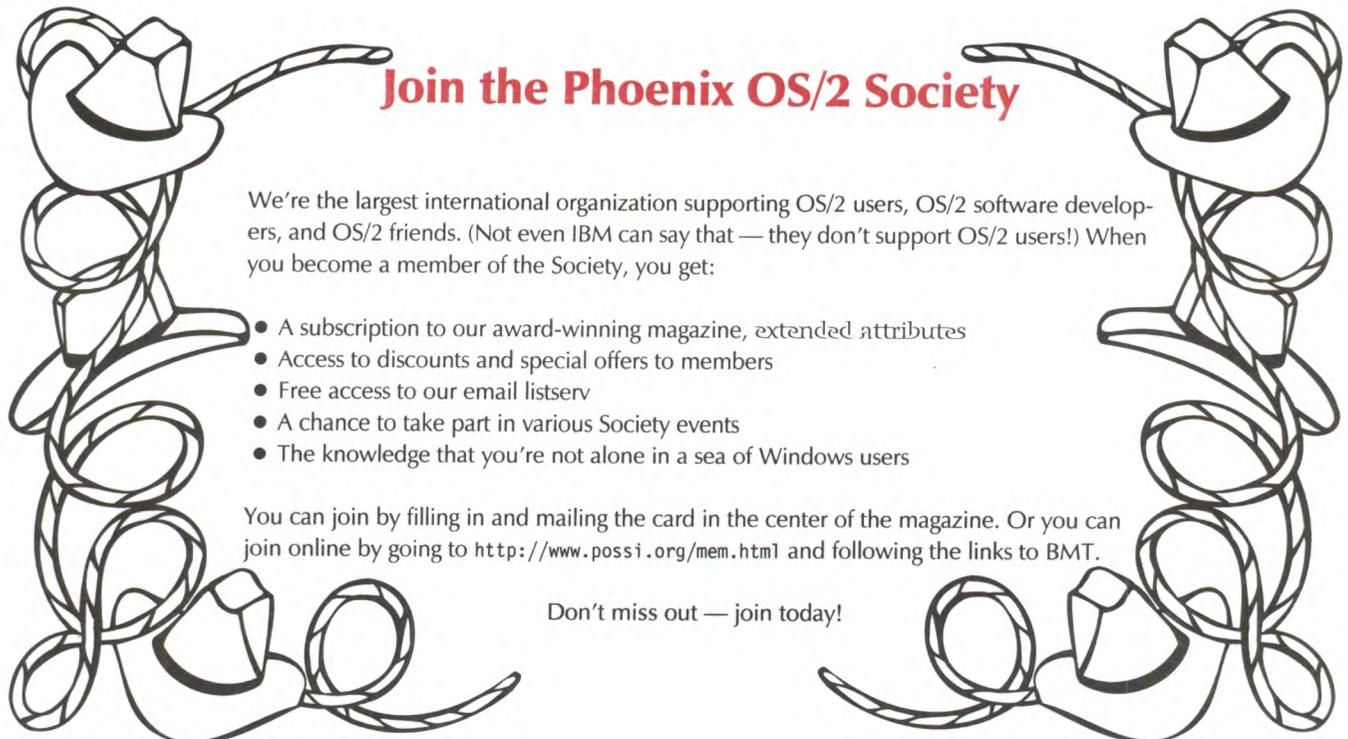 Join the Phoenix OS/2 Society
We're the largest international organization supporting OS/2 users, OS/2 software develop-
ers, and OS/2 friends. (Not even IBM can say that — they don't support OS/2 users!) When
you become a member of the Society, you get:
● A subscription to our award-winning magazine, extended attributes
● Access to discounts and special offers to members
● Free access to our email listserv
● A chance to take part in various Society events
● The knowledge that you're not alone in a sea of Windows users
You can join by filling in and mailing the card in the center of the magazine. Or you can
join online by going to http://www.possi.org/mem.html and following the links to BMT.
Don't miss out — join today!